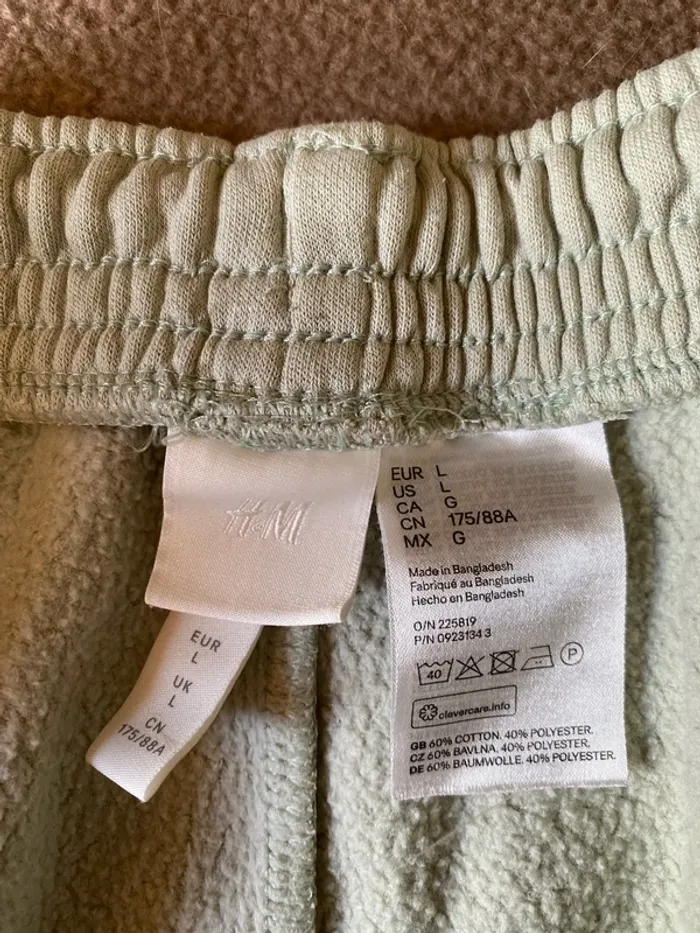 H&M
EUR
L
UK
L
CN
175/88A
EUR L
US L
CA G
CN 175/88A
MX G
Made in Bangladesh
Fabriqué au Bangladesh
Hecho en Bangladesh
O/N 225819
P/N 0923134 3
40
P
clevercare.info
GB 60% COTTON. 40% POLYESTER.
CZ 60% BAVLNA. 40% POLYESTER.
DE 60% BAUMWOLLE. 40% POLYESTER.